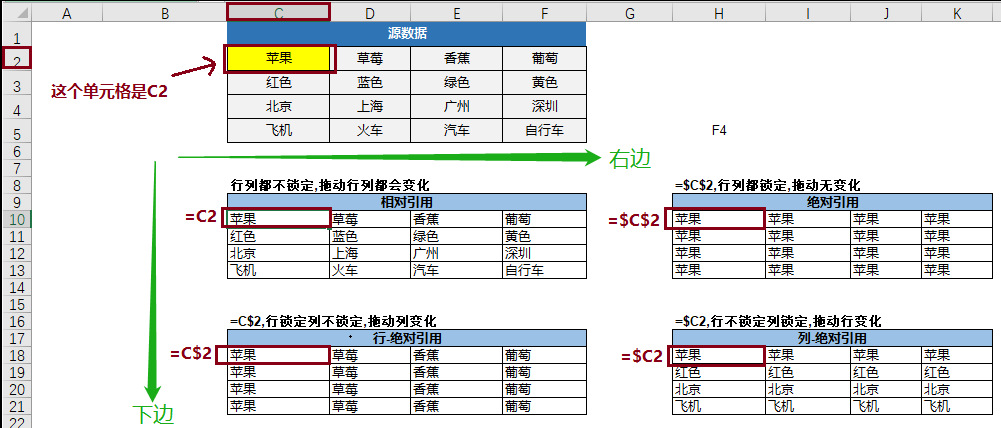 A B C D E F G H I J K
1 源数据
2 苹果 草莓 香蕉 葡萄
这个单元格是C2
3 红色 蓝色 绿色 黄色
4 北京 上海 广州 深圳
5 飞机 火车 汽车 自行车 F4
6
右边
7
8 行列都不锁定,拖动行列都会变化 =$C$2,行列都锁定,拖动无变化
9 相对引用 绝对引用
10 =C2 苹果 草莓 香蕉 葡萄 =$C$2 苹果 苹果 苹果 苹果
11 红色 蓝色 绿色 黄色 苹果 苹果 苹果 苹果
12 北京 上海 广州 深圳 苹果 苹果 苹果 苹果
13 飞机 火车 汽车 自行车 苹果 苹果 苹果 苹果
14
15
16 =C$2,行锁定列不锁定,拖动列变化 =$C2,行不锁定列锁定,拖动行变化
17 行-绝对引用 列-绝对引用
18 =C$2 苹果 草莓 香蕉 葡萄 =$C2 苹果 苹果 苹果 苹果
19 苹果 草莓 香蕉 葡萄 红色 红色 红色 红色
20 苹果 草莓 香蕉 葡萄 北京 北京 北京 北京
21 苹果 草莓 香蕉 葡萄 飞机 飞机 飞机 飞机
下边
22